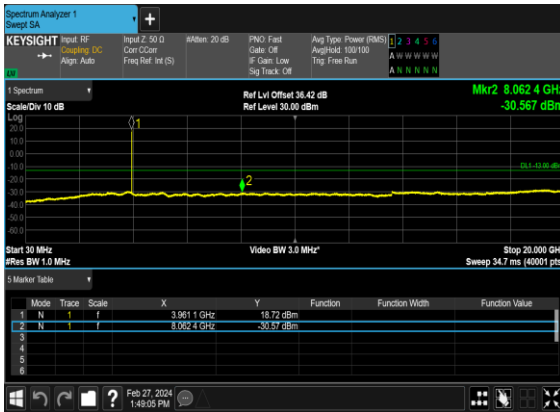 Spectrum Analyzer 1
Swept SA
KEYSIGHT Input: RF Input Z: 50 Ω #Atten: 20 dB PNO: Fast Avg Type: Power (RMS) 1 2 3 4 5 6
Coupling: DC Corr CCorr Gate: Off Avg|Hold: 100/100 A W W W W W
Align: Auto Freq Ref: Int (S) IF Gain: Low Trig: Free Run
Sig Track: Off A N N N N N
1 Spectrum Ref Lvl Offset 36.42 dB Mkr2 8.062 4 GHz
Scale/Div 10 dB Ref Level 30.00 dBm -30.567 dBm
Log
20.0
10.0
0.00
-10.0
-20.0
-30.0
-40.0
-50.0
-60.0
1
2
DL1 -13.00 dBm
Start 30 MHz Video BW 3.0 MHz* Stop 20.000 GHz
#Res BW 1.0 MHz Sweep 34.7 ms (40001 pts)
5 Marker Table
Mode Trace Scale X Y Function Function Width Function Value
1 N 1 f 3.961 1 GHz 18.72 dBm
2 N 1 f 8.062 4 GHz -30.57 dBm
3
4
5
6
Feb 27, 2024
1:49:05 PM